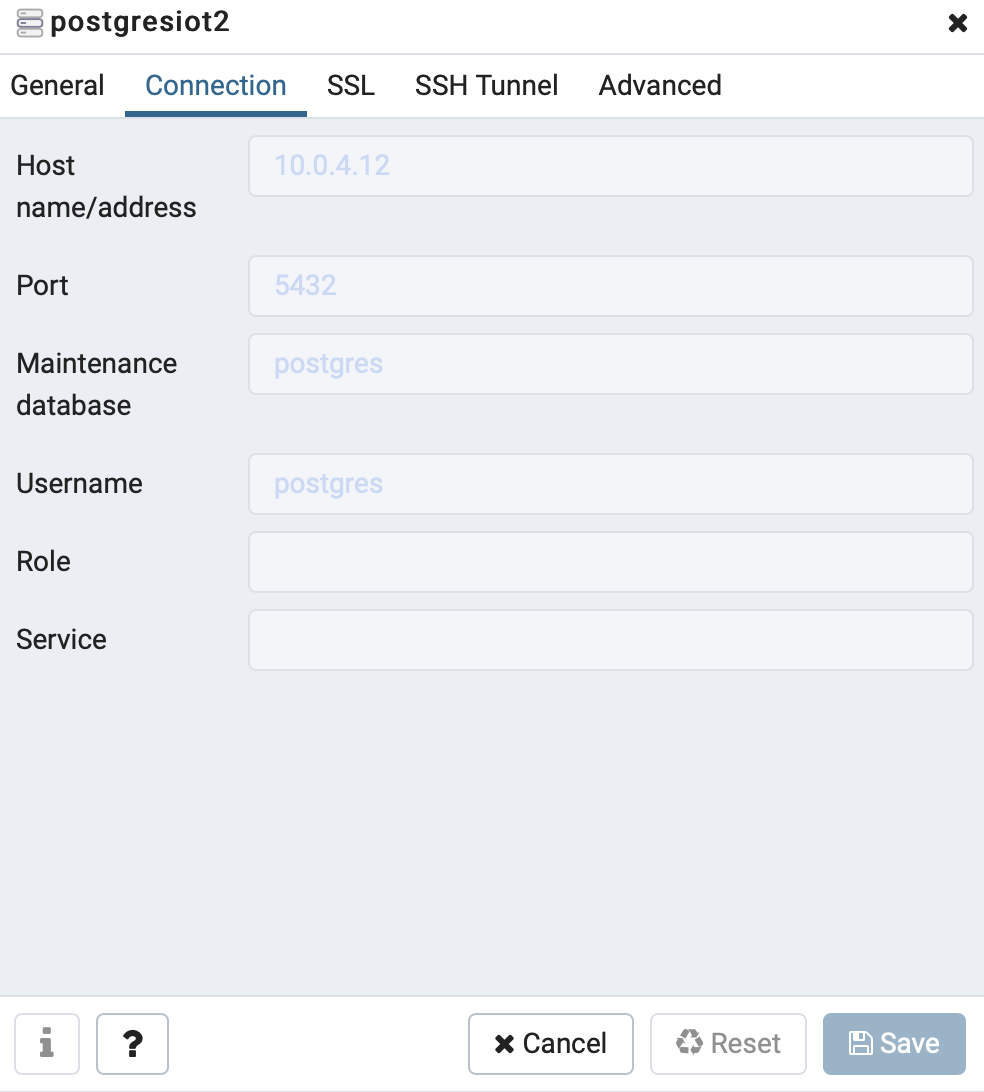 postgresiot2
General Connection SSL SSH Tunnel Advanced
Host
name/address
10.0.4.12
Port
5432
Maintenance
database
postgres
Username
postgres
Role
Service
i ? Cancel Reset Save